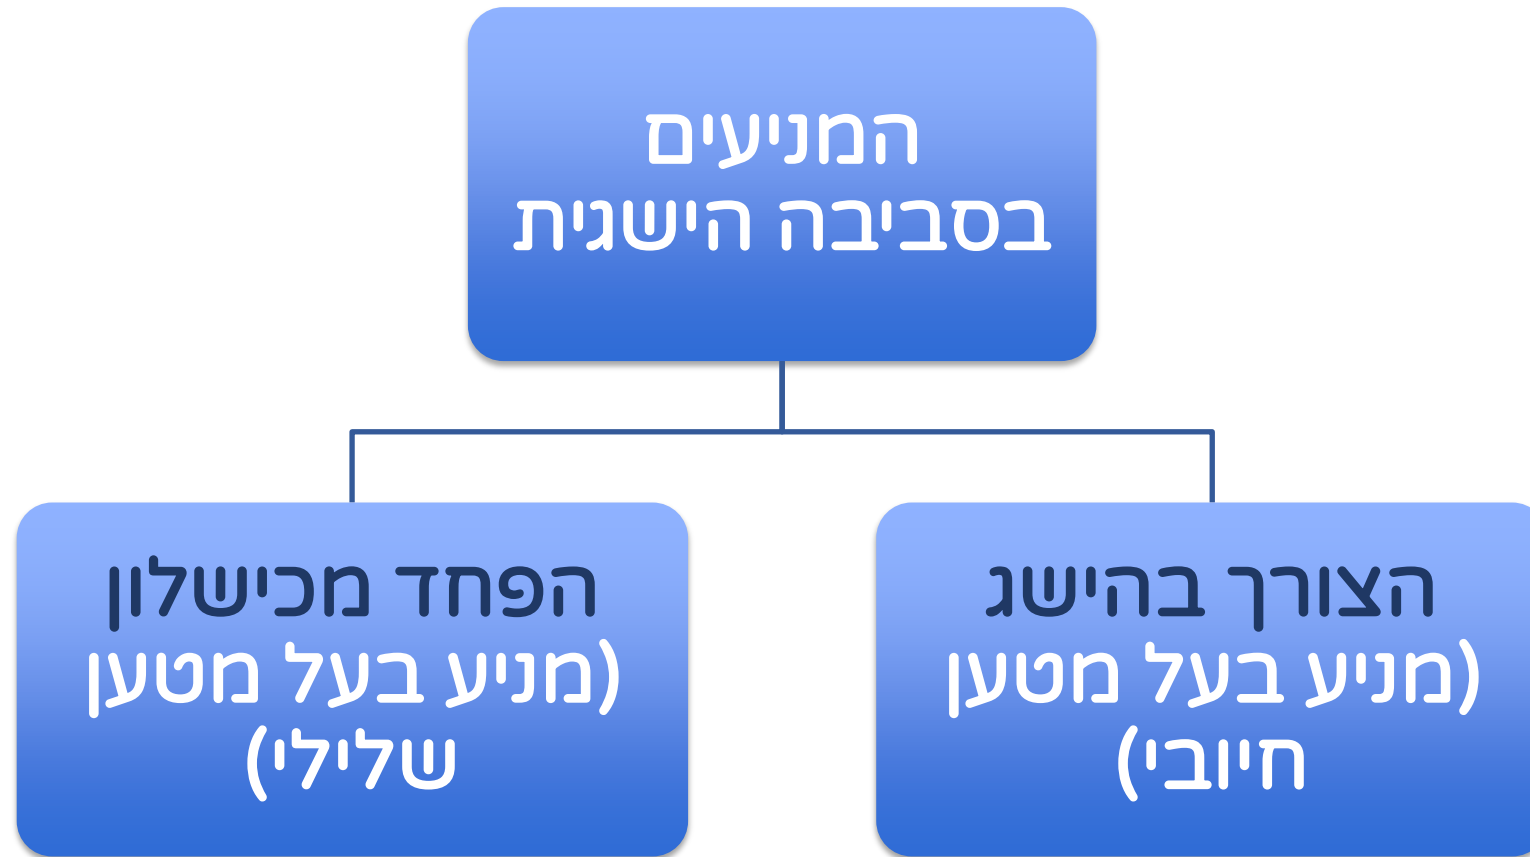 המניעים
בסביבה הישגית
הצורך בהישג
(מניע בעל מטען
חיובי)
הפחד מכישלון
(מניע בעל מטען
שלילי)